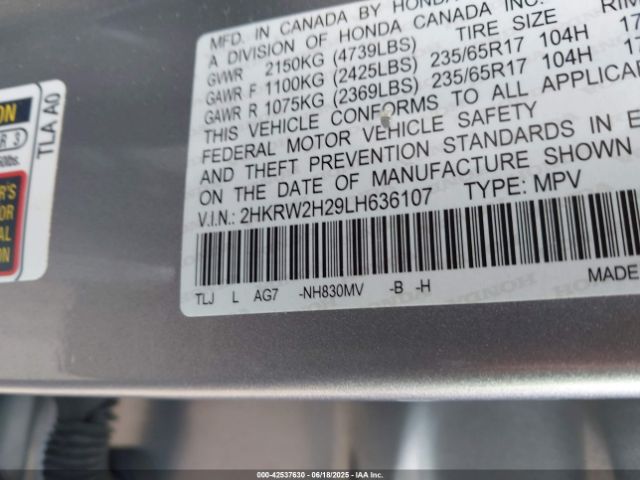 MFD. IN CANADA BY HONDA
A DIVISION OF HONDA CANADA INC.
TIRE SIZE RIM
GVWR 2150KG (4739LBS)
GAWR F 1100KG (2425LBS) 235/65R17 104H 17
GAWR R 1075KG (2369LBS) 235/65R17 104H 17
THIS VEHICLE CONFORMS TO ALL
FEDERAL MOTOR VEHICLE SAFETY
AND THEFT PREVENTION STANDARDS IN
ON THE DATE OF MANUFACTURE SHOWN
V.I.N.: 2HKRW2H29LH636107 TYPE: MPV
TLJ L AG7 -NH830MV -B -H
MADE
TLA A0
000-42537630 - 06/18/2025 - IAA Inc.